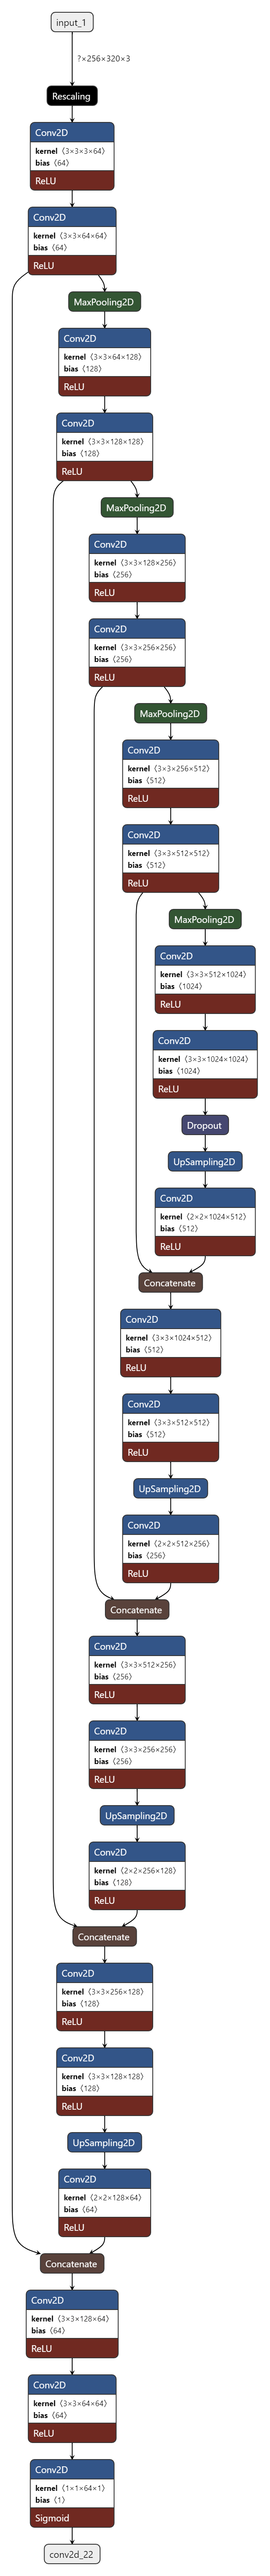 input_1
?×256×320×3
Rescaling
Conv2D
kernel ⟨3×3×3×64⟩
bias ⟨64⟩
ReLU
Conv2D
kernel ⟨3×3×64×64⟩
bias ⟨64⟩
ReLU
MaxPooling2D
Conv2D
kernel ⟨3×3×64×128⟩
bias ⟨128⟩
ReLU
Conv2D
kernel ⟨3×3×128×128⟩
bias ⟨128⟩
ReLU
MaxPooling2D
Conv2D
kernel ⟨3×3×128×256⟩
bias ⟨256⟩
ReLU
Conv2D
kernel ⟨3×3×256×256⟩
bias ⟨256⟩
ReLU
MaxPooling2D
Conv2D
kernel ⟨3×3×256×512⟩
bias ⟨512⟩
ReLU
Conv2D
kernel ⟨3×3×512×512⟩
bias ⟨512⟩
ReLU
MaxPooling2D
Conv2D
kernel ⟨3×3×512×1024⟩
bias ⟨1024⟩
ReLU
Conv2D
kernel ⟨3×3×1024×1024⟩
bias ⟨1024⟩
ReLU
Dropout
UpSampling2D
Conv2D
kernel ⟨2×2×1024×512⟩
bias ⟨512⟩
ReLU
Concatenate
Conv2D
kernel ⟨3×3×1024×512⟩
bias ⟨512⟩
ReLU
Conv2D
kernel ⟨3×3×512×512⟩
bias ⟨512⟩
ReLU
UpSampling2D
Conv2D
kernel ⟨2×2×512×256⟩
bias ⟨256⟩
ReLU
Concatenate
Conv2D
kernel ⟨3×3×512×256⟩
bias ⟨256⟩
ReLU
Conv2D
kernel ⟨3×3×256×256⟩
bias ⟨256⟩
ReLU
UpSampling2D
Conv2D
kernel ⟨2×2×256×128⟩
bias ⟨128⟩
ReLU
Concatenate
Conv2D
kernel ⟨3×3×256×128⟩
bias ⟨128⟩
ReLU
Conv2D
kernel ⟨3×3×128×128⟩
bias ⟨128⟩
ReLU
UpSampling2D
Conv2D
kernel ⟨2×2×128×64⟩
bias ⟨64⟩
ReLU
Concatenate
Conv2D
kernel ⟨3×3×128×64⟩
bias ⟨64⟩
ReLU
Conv2D
kernel ⟨3×3×64×64⟩
bias ⟨64⟩
ReLU
Conv2D
kernel ⟨1×1×64×1⟩
bias ⟨1⟩
Sigmoid
conv2d_22